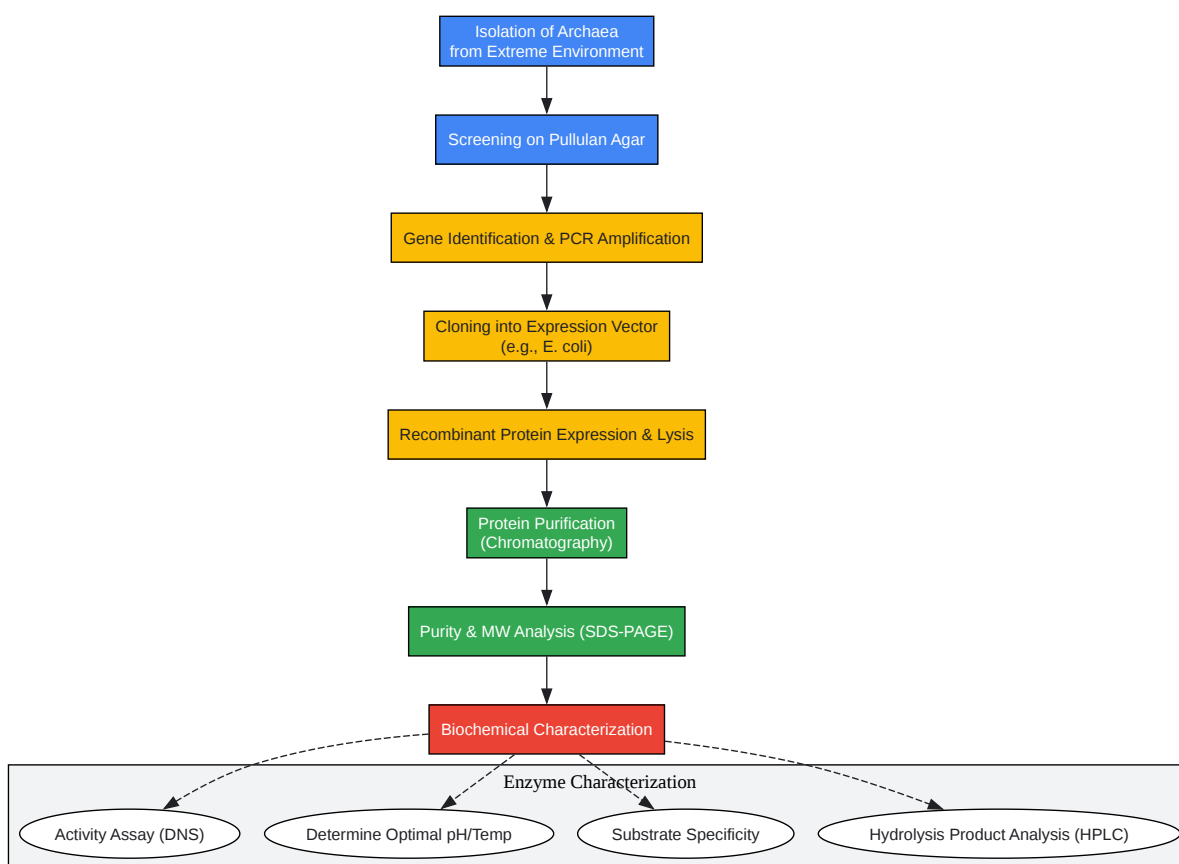 Isolation of Archaea
from Extreme Environment
Screening on Pullulan Agar
Gene Identification & PCR Amplification
Cloning into Expression Vector
(e.g., E. coli)
Recombinant Protein Expression & Lysis
Protein Purification
(Chromatography)
Purity & MW Analysis (SDS-PAGE)
Biochemical Characterization
Enzyme Characterization
Activity Assay (DNS)
Determine Optimal pH/Temp
Substrate Specificity
Hydrolysis Product Analysis (HPLC)